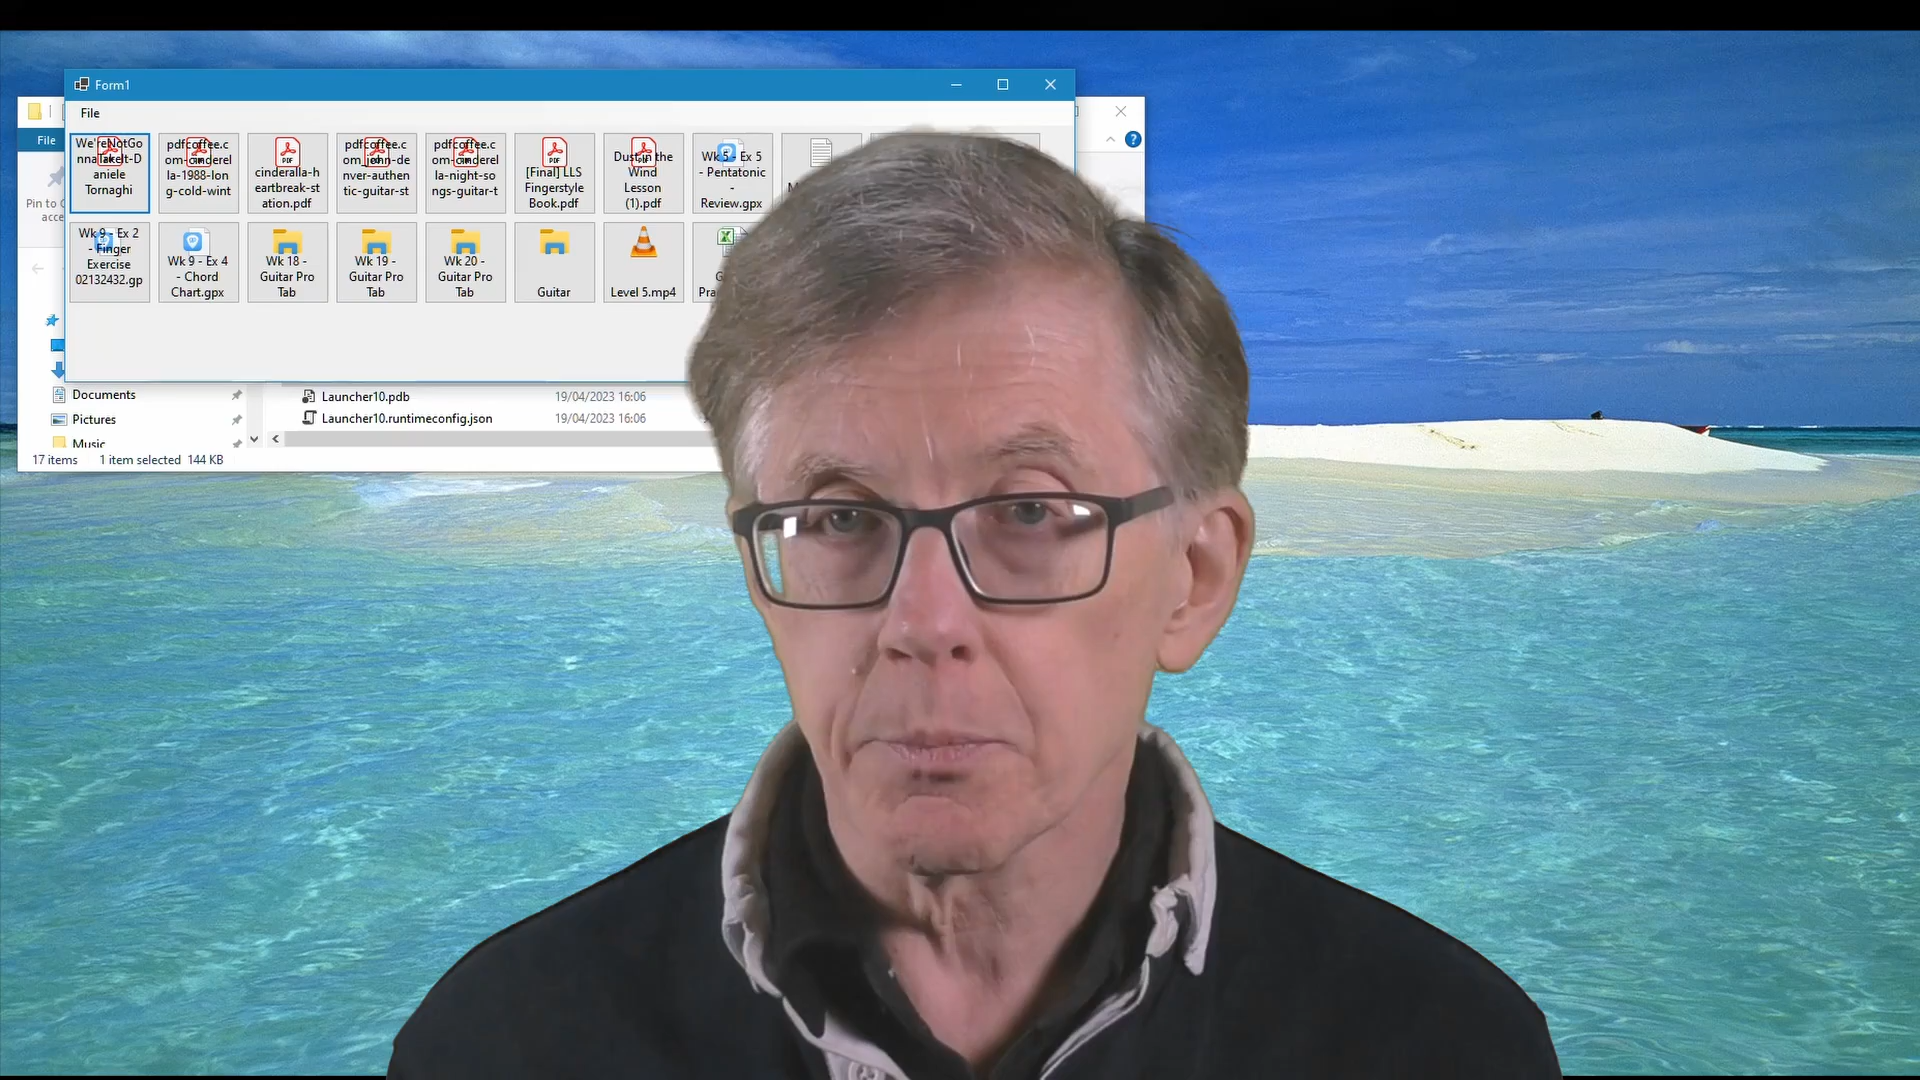 Form1
File
File
We'reNotGo
nnaTakeIt-D
aniele
Tornaghi
pdfcoffee.c
om-cinderel
la-1988-lon
g-cold-wint
cinderalla-h
eartbreak-st
ation.pdf
pdfcoffee.c
om_john-de
nver-authen
tic-guitar-st
pdfcoffee.c
om-cinderel
la-night-so
ngs-guitar-t
[Final] LLS
Fingerstyle
Book.pdf
Dust in the
Wind
Lesson
(1).pdf
Wk 5 - Ex 5
- Pentatonic
-
Review.gpx
Wk 9 - Ex 2
- Finger
Exercise
02132432.gp
Wk 9 - Ex 4
- Chord
Chart.gpx
Wk 18 -
Guitar Pro
Tab
Wk 19 -
Guitar Pro
Tab
Wk 20 -
Guitar Pro
Tab
Guitar
Level 5.mp4
Pin to
acce
Documents
Pictures
Music
Launcher10.pdb
19/04/2023 16:06
Launcher10.runtimeconfig.json
19/04/2023 16:06
17 items
1 item selected
144 KB